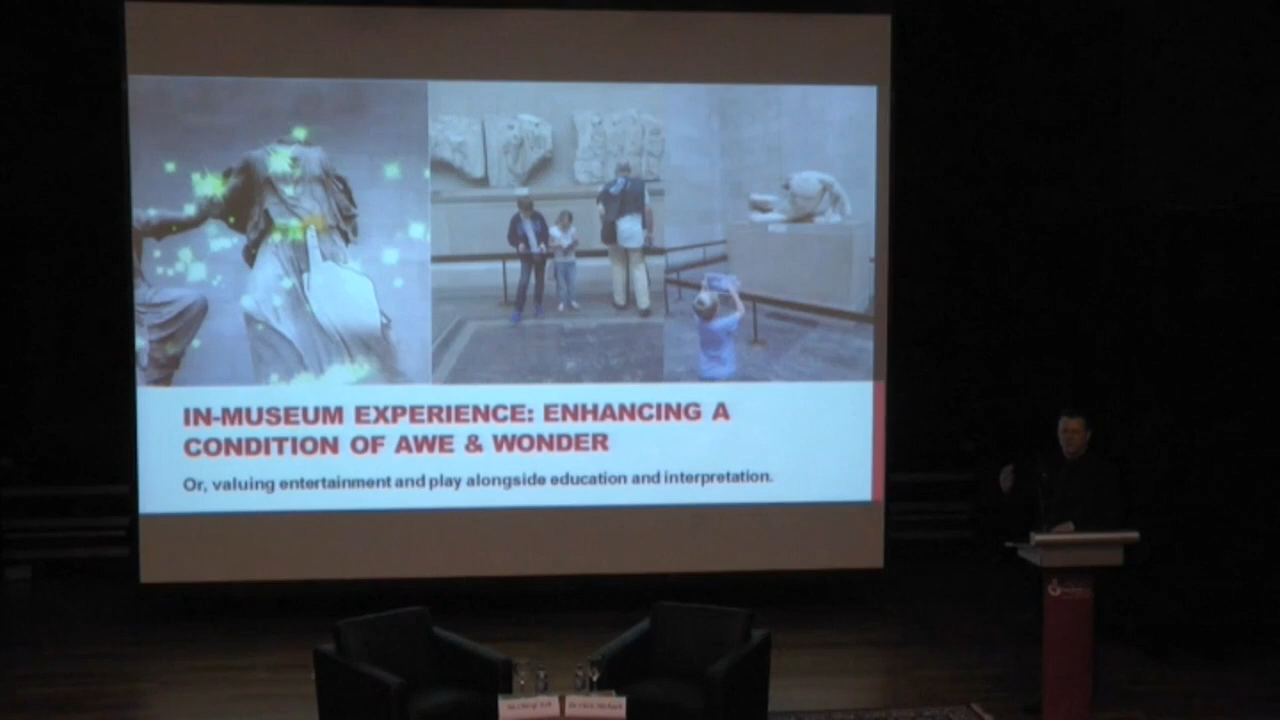 IN-MUSEUM EXPERIENCE: ENHANCING A
CONDITION OF AWE & WONDER
Or, valuing entertainment and play alongside education and interpretation.